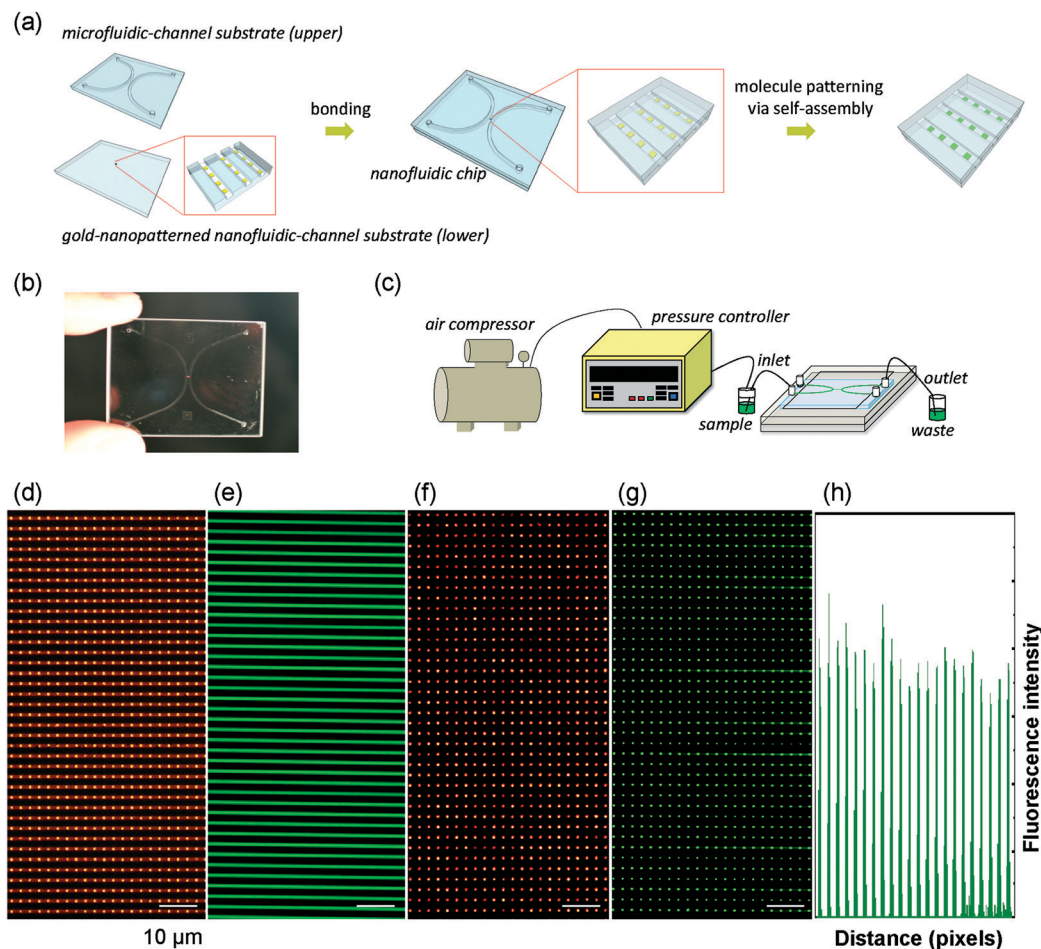 (a)
microfluidic-channel substrate (upper)
bonding
molecule patterning
via self-assembly
nanofluidic chip
gold-nanopatterned nanofluidic-channel substrate (lower)
(b)
(c)
air compressor
pressure controller
inlet
outlet
sample
waste
(d)
(e)
(f)
(g)
(h)
Fluorescence intensity
10 μm
Distance (pixels)